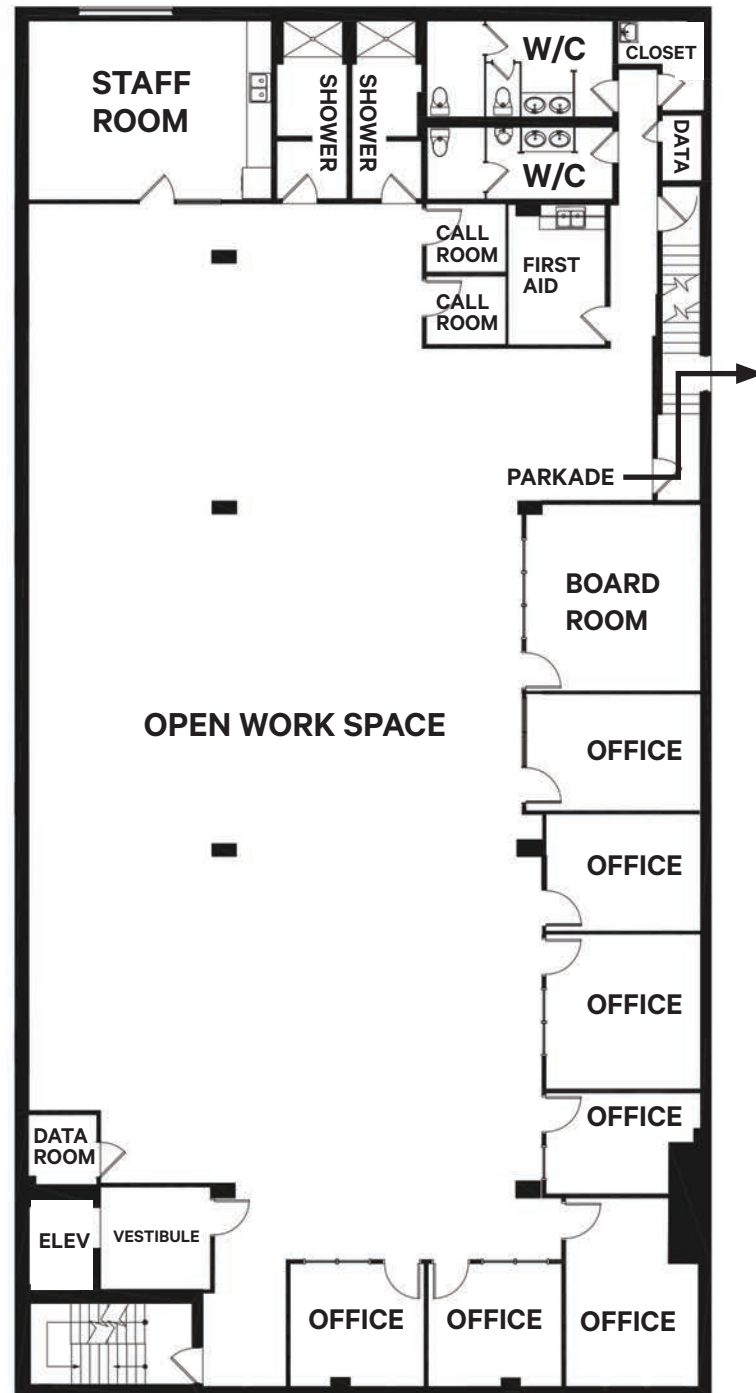 STAFF
ROOM
SHOWER
SHOWER
W/C
CLOSET
W/C
DATA
CALL
ROOM
CALL
ROOM
FIRST
AID
PARKADE
BOARD
ROOM
OPEN WORK SPACE
OFFICE
OFFICE
OFFICE
OFFICE
DATA
ROOM
ELEV
VESTIBULE
OFFICE
OFFICE
OFFICE